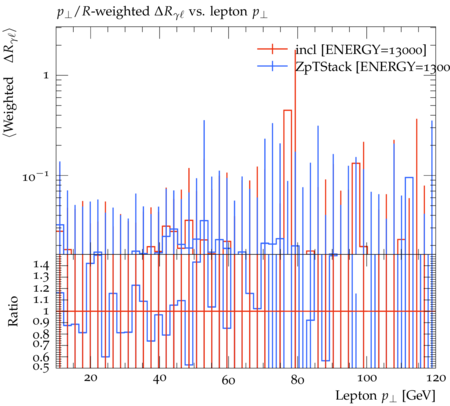 p⊥/R-weighted ΔRγℓ vs. lepton p⊥
⟨Weighted ΔRγℓ⟩
incl [ENERGY=13000]
ZpTStack [ENERGY=1300
1
10⁻¹
Ratio
1.4
1.3
1.2
1.1
1
0.9
0.8
0.7
0.6
0.5
20 40 60 80 100 120
Lepton p⊥ [GeV]